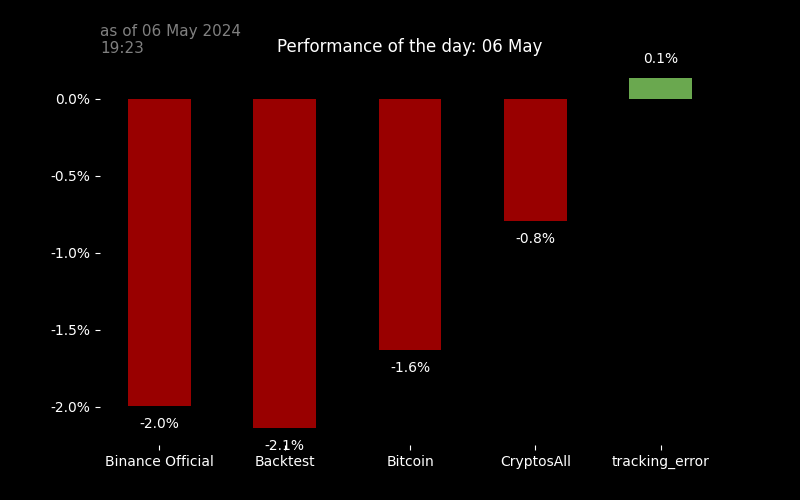 as of 06 May 2024
19:23
Performance of the day: 06 May
0.1%
0.0%
-0.5%
-1.0%
-1.5%
-2.0%
-0.8%
-1.6%
-2.0%
-2.1%
Binance Official
Backtest
Bitcoin
CryptosAll
tracking_error